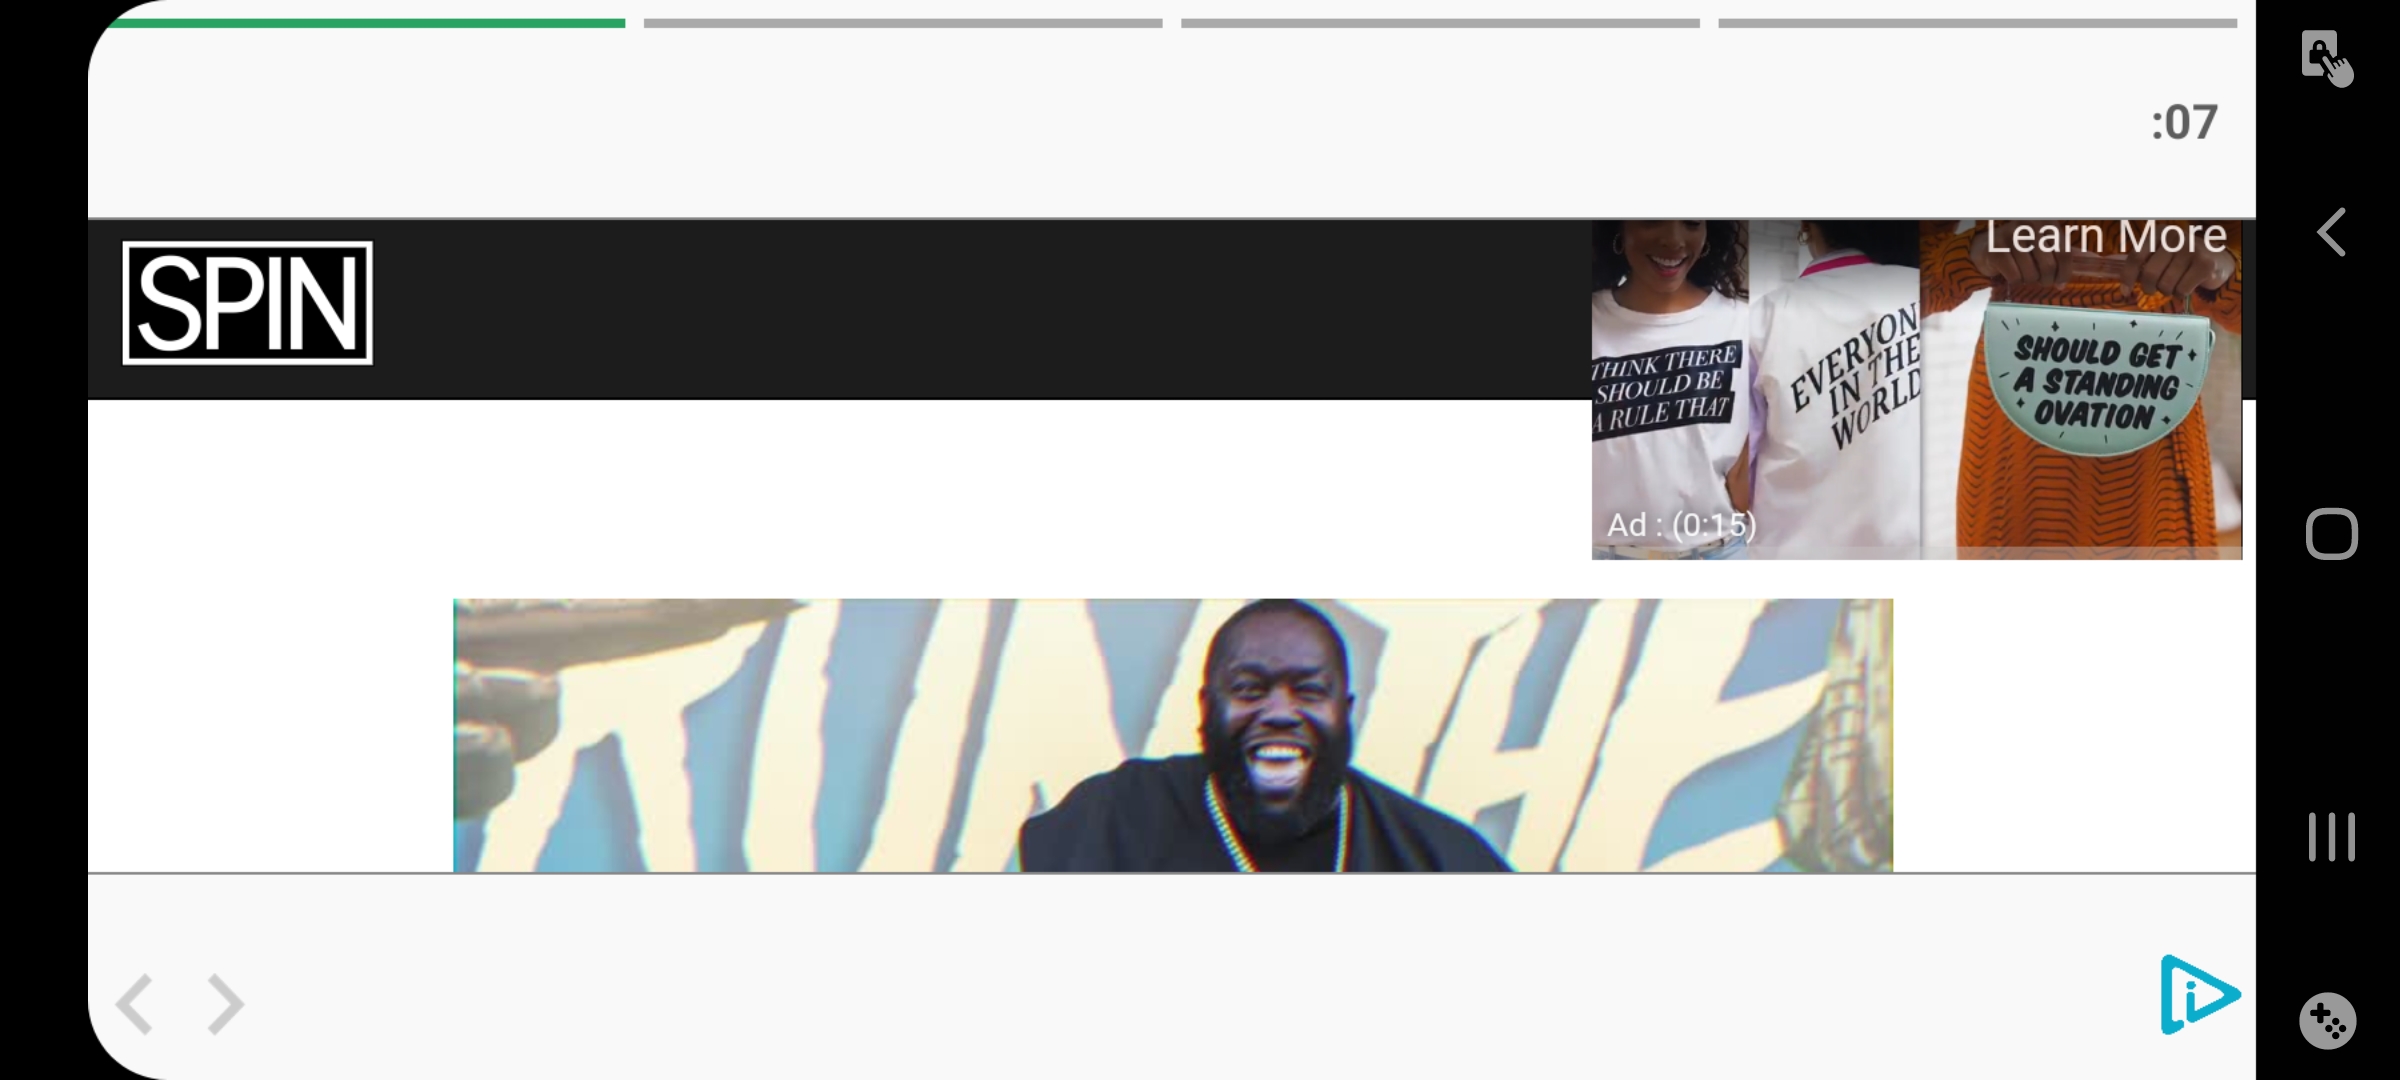 :07
SPIN
Learn More
THINK THERE
SHOULD BE
A RULE THAT
EVERYON
IN THE
WORLD
SHOULD GET
A STANDING
OVATION
Ad : (0:15)
THE